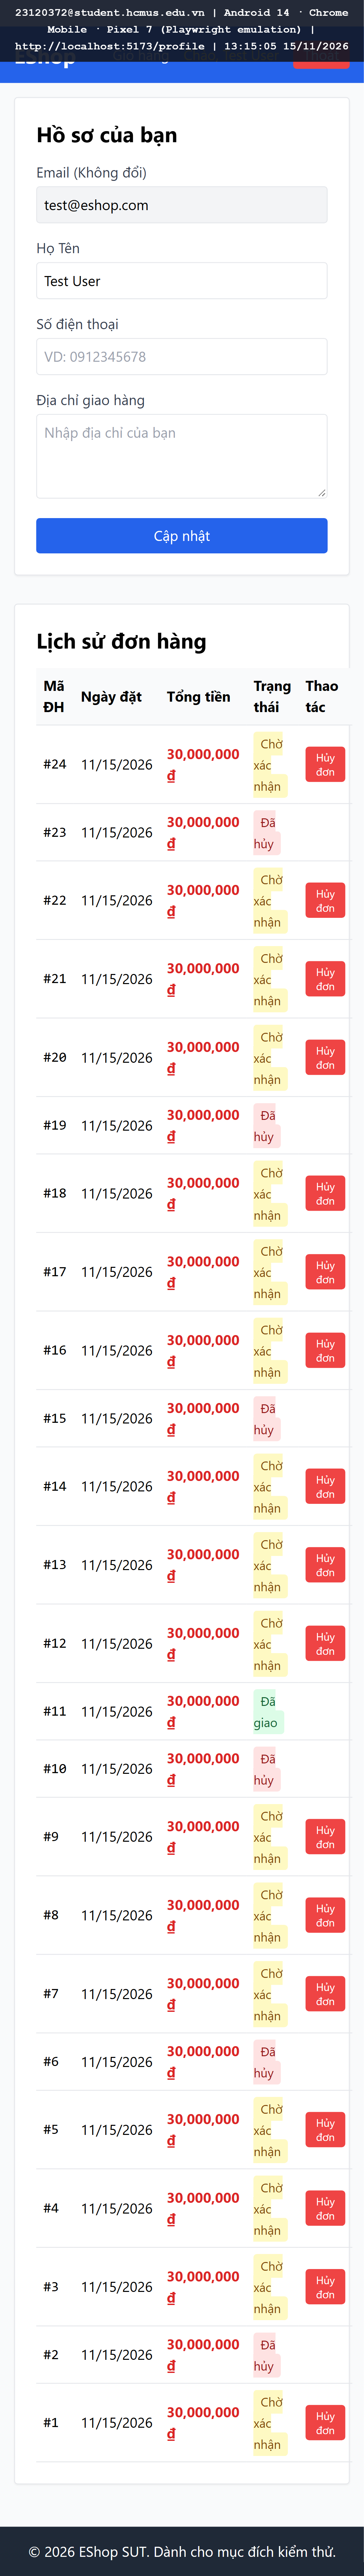 23120372@student.hcmus.edu.vn | Android 14 · Chrome
Mobile · Pixel 7 (Playwright emulation) |
http://localhost:5173/profile | 13:15:05 15/11/2026
EShop
Hồ sơ của bạn
Email (Không đổi)
test@eshop.com
Họ Tên
Test User
Số điện thoại
VD: 0912345678
Địa chỉ giao hàng
Nhập địa chỉ của bạn
Cập nhật
Lịch sử đơn hàng
Mã ĐH Ngày đặt Tổng tiền Trạng thái Thao tác
#24 11/15/2026 30,000,000 ₫ Chờ xác nhận Hủy đơn
#23 11/15/2026 30,000,000 ₫ Đã hủy
#22 11/15/2026 30,000,000 ₫ Chờ xác nhận Hủy đơn
#21 11/15/2026 30,000,000 ₫ Chờ xác nhận Hủy đơn
#20 11/15/2026 30,000,000 ₫ Chờ xác nhận Hủy đơn
#19 11/15/2026 30,000,000 ₫ Đã hủy
#18 11/15/2026 30,000,000 ₫ Chờ xác nhận Hủy đơn
#17 11/15/2026 30,000,000 ₫ Chờ xác nhận Hủy đơn
#16 11/15/2026 30,000,000 ₫ Chờ xác nhận Hủy đơn
#15 11/15/2026 30,000,000 ₫ Đã hủy
#14 11/15/2026 30,000,000 ₫ Chờ xác nhận Hủy đơn
#13 11/15/2026 30,000,000 ₫ Chờ xác nhận Hủy đơn
#12 11/15/2026 30,000,000 ₫ Chờ xác nhận Hủy đơn
#11 11/15/2026 30,000,000 ₫ Đã giao
#10 11/15/2026 30,000,000 ₫ Đã hủy
#9 11/15/2026 30,000,000 ₫ Chờ xác nhận Hủy đơn
#8 11/15/2026 30,000,000 ₫ Chờ xác nhận Hủy đơn
#7 11/15/2026 30,000,000 ₫ Chờ xác nhận Hủy đơn
#6 11/15/2026 30,000,000 ₫ Đã hủy
#5 11/15/2026 30,000,000 ₫ Chờ xác nhận Hủy đơn
#4 11/15/2026 30,000,000 ₫ Chờ xác nhận Hủy đơn
#3 11/15/2026 30,000,000 ₫ Chờ xác nhận Hủy đơn
#2 11/15/2026 30,000,000 ₫ Đã hủy
#1 11/15/2026 30,000,000 ₫ Chờ xác nhận Hủy đơn
© 2026 EShop SUT. Dành cho mục đích kiểm thử.